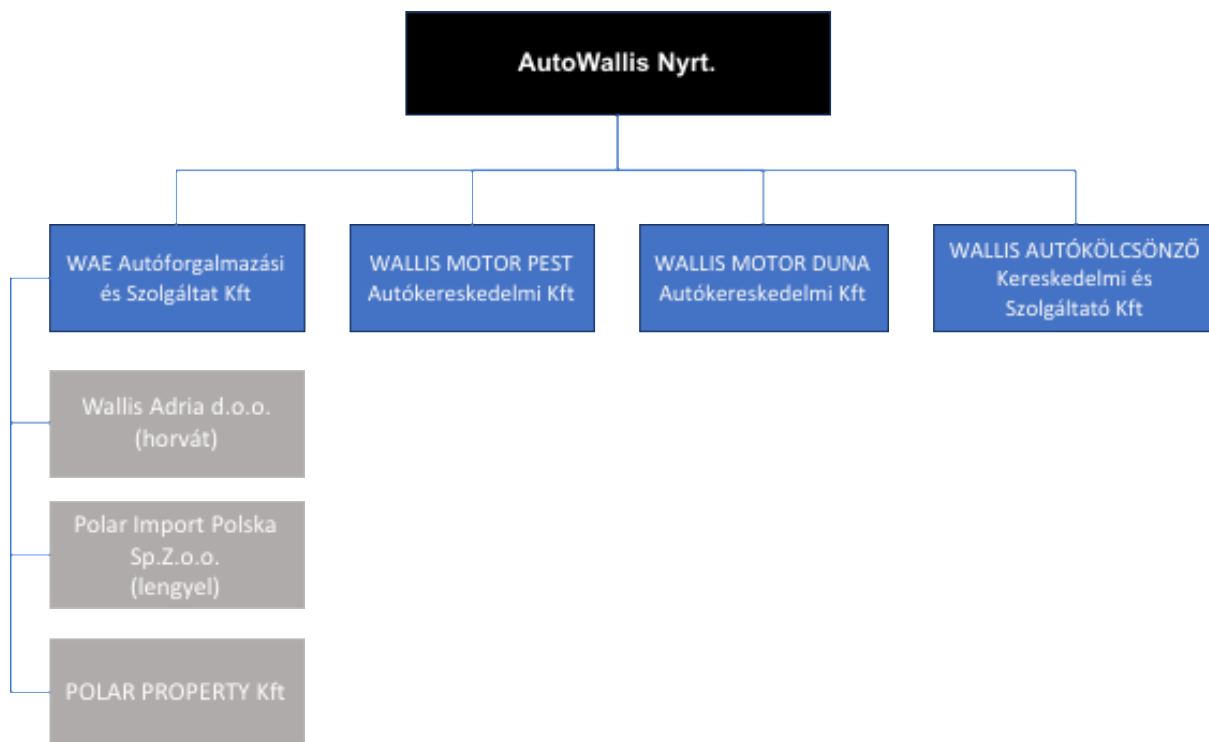 AutoWallis Nyrt.
WAE Autóforgalmazási
és Szolgáltat Kft
WALLIS MOTOR PEST
Autókereskedelmi Kft
WALLIS MOTOR DUNA
Autókereskedelmi Kft
WALLIS AUTÓKÖLCSÖNZŐ
Kereskedelmi és
Szolgáltató Kft
Wallis Adria d.o.o.
(horvát)
Polar Import Polska
Sp.Z.o.o.
(lengyel)
POLAR PROPERTY Kft